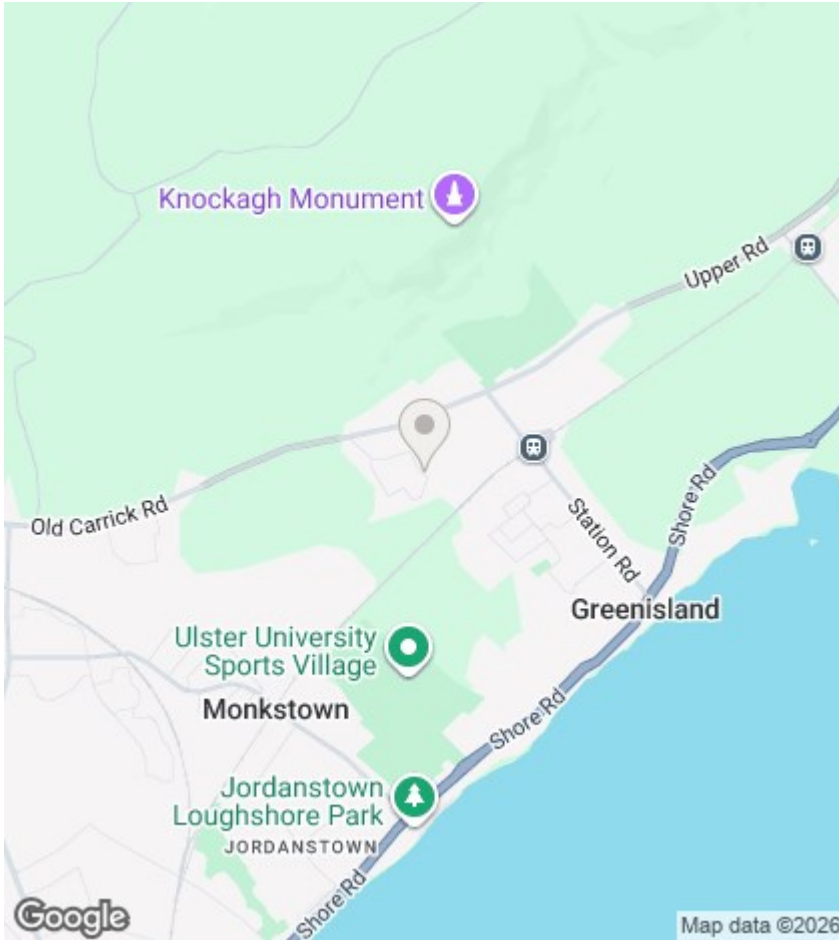 Knockagh Monument
Upper Rd
Old Carrick Rd
Shore Rd
Station Rd
Greenisland
Ulster University
Sports Village
Monkstown
Shore Rd
Jordanstown
Loughshore Park
JORDANSTOWN
Shore Rd
Google
Map data ©2026